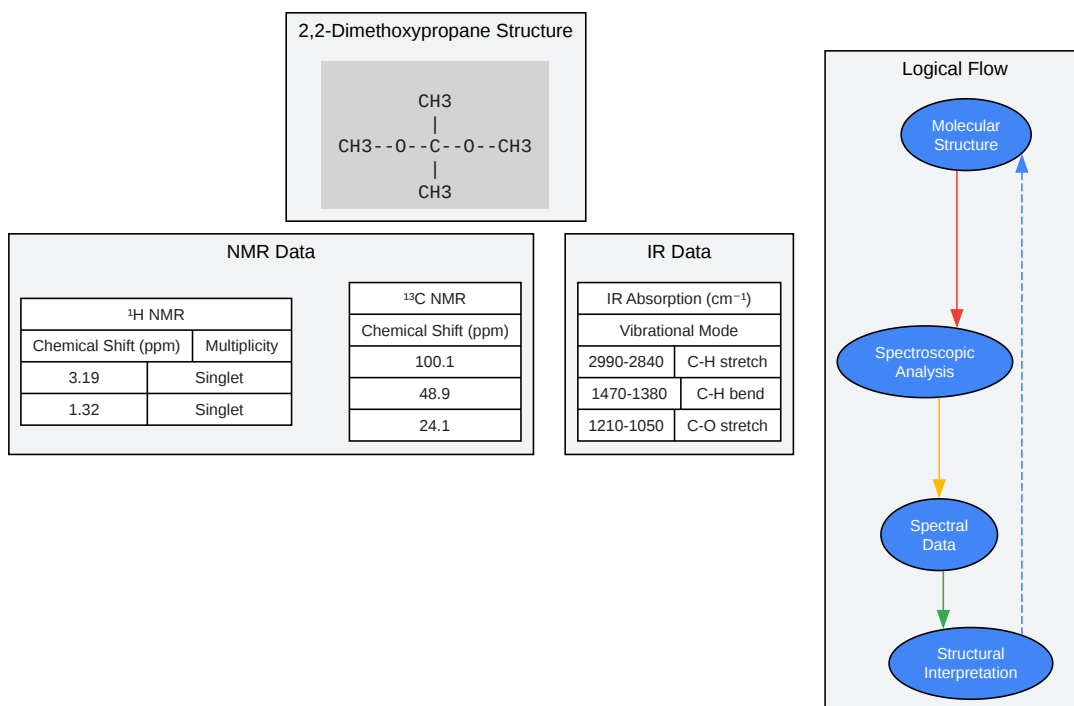 2,2-Dimethoxypropane Structure
CH3
|
CH3--O--C--O--CH3
|
CH3
NMR Data
¹H NMR
Chemical Shift (ppm) Multiplicity
3.19 Singlet
1.32 Singlet
¹³C NMR
Chemical Shift (ppm)
100.1
48.9
24.1
IR Data
IR Absorption (cm⁻¹)
Vibrational Mode
2990-2840 C-H stretch
1470-1380 C-H bend
1210-1050 C-O stretch
Logical Flow
Molecular
Structure
Spectroscopic
Analysis
Spectral
Data
Structural
Interpretation